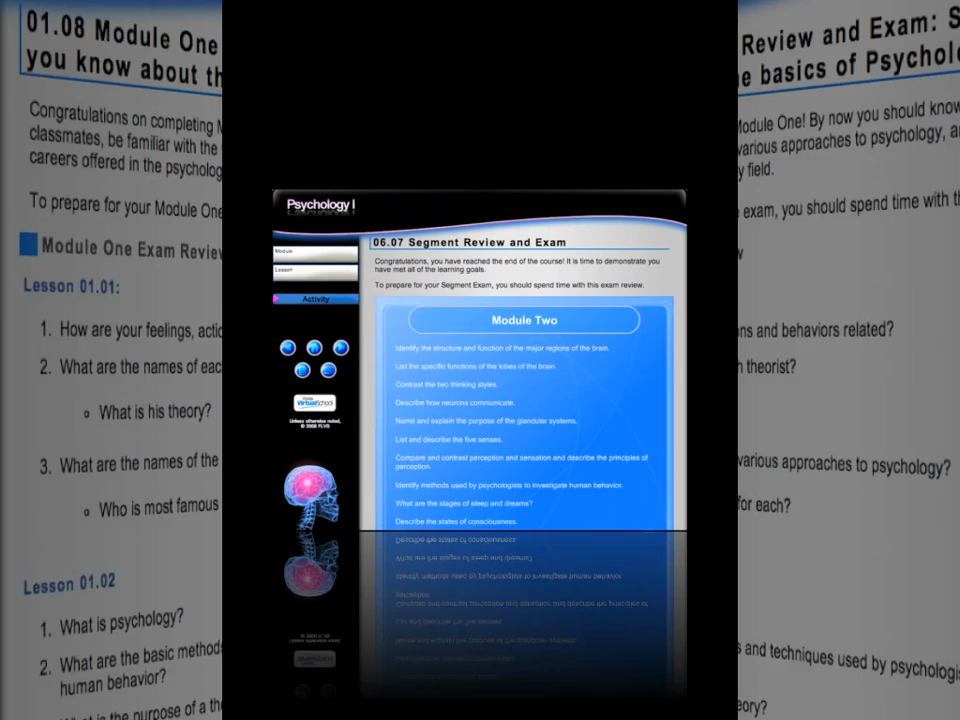 01.08 Module One
you know about th
Congratulations on completing M
classmates, be familiar with the
careers offered in the psycholog
To prepare for your Module One
Module One Exam Review
Lesson 01.01:
1. How are your feelings, actio
2. What are the names of each
What is his theory?
3. What are the names of the
Who is most famous
Lesson 01.02
1. What is psychology?
2. What are the basic methods
human behavior?
What is the purpose of a th
Psychology I
Module
Lesson
Activity
Florida
VirtualSchool
Unless otherwise noted,
© 2008 FLVS
06.07 Segment Review and Exam
Congratulations, you have reached the end of the course! It is time to demonstrate you
have met all of the learning goals.
To prepare for your Segment Exam, you should spend time with this exam review.
Module Two
Identify the structure and function of the major regions of the brain.
List the specific functions of the lobes of the brain.
Contrast the two thinking styles.
Describe how neurons communicate.
Name and explain the purpose of the glandular systems.
List and describe the five senses.
Compare and contrast perception and sensation and describe the principles of
perception.
Identify methods used by psychologists to investigate human behavior.
What are the stages of sleep and dreams?
Describe the states of consciousness.
Review and Exam: S
e basics of Psycholo
Module One! By now you should know
various approaches to psychology, a
y field.
e exam, you should spend time with th
w
ns and behaviors related?
h theorist?
various approaches to psychology?
for each?
s and techniques used by psychologis
eory?